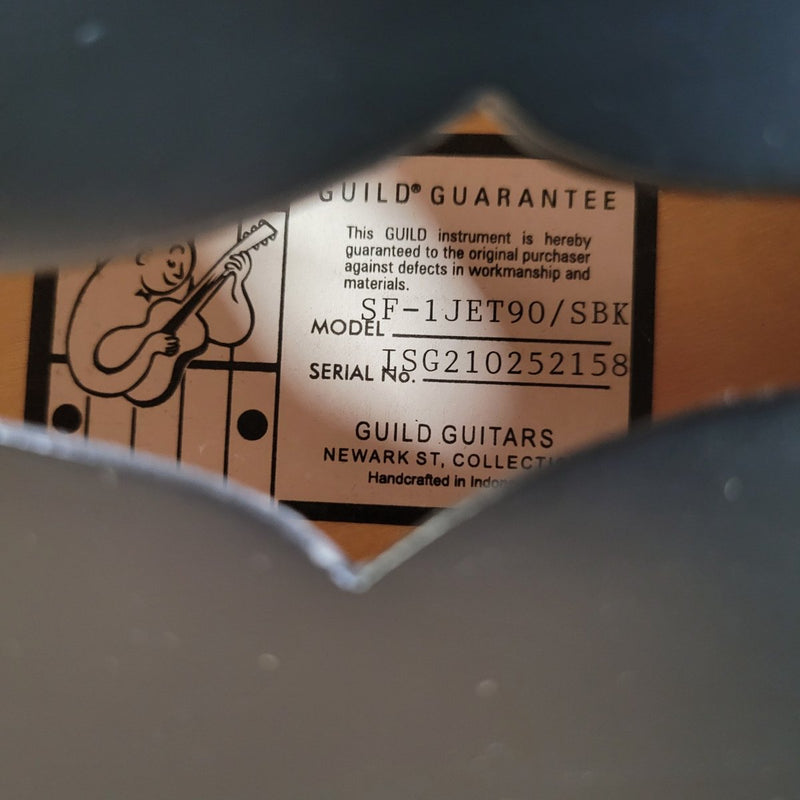 GUILD® GUARANTEE
This GUILD instrument is hereby
guaranteed to the original purchaser
against defects in workmanship and
materials.
MODEL SF-1JET90/SBK
SERIAL No. ISG210252158
GUILD GUITARS
NEWARK ST, COLLECTI
Handcrafted in Indon